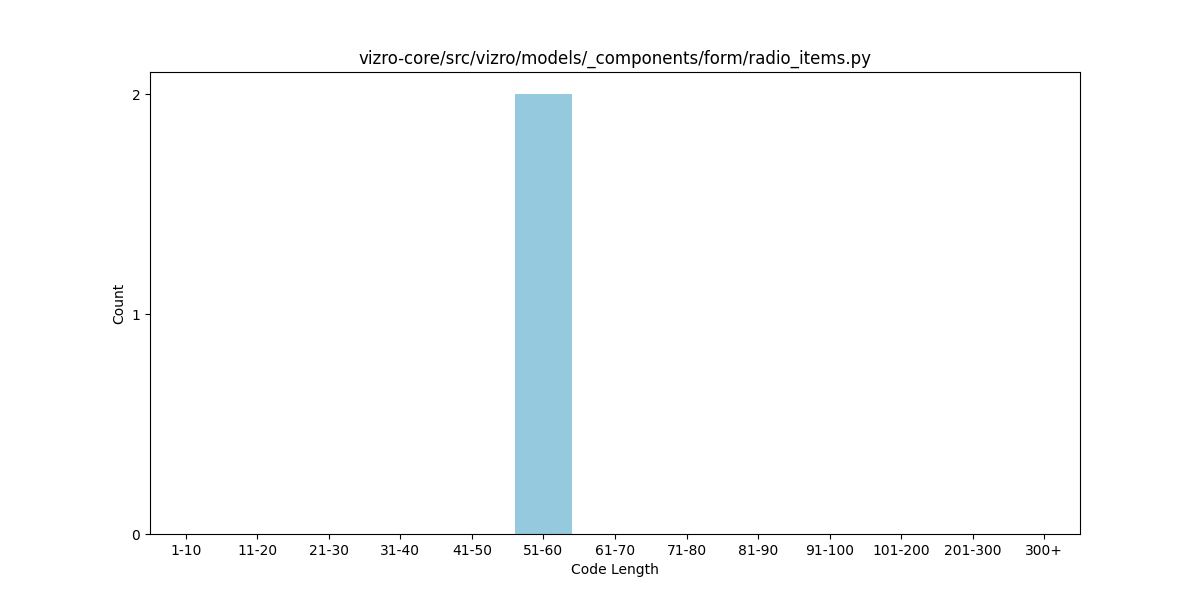 vizro-core/src/vizro/models/_components/form/radio_items.py
2
1
0
Count
1-10 11-20 21-30 31-40 41-50 51-60 61-70 71-80 81-90 91-100 101-200 201-300 300+
Code Length